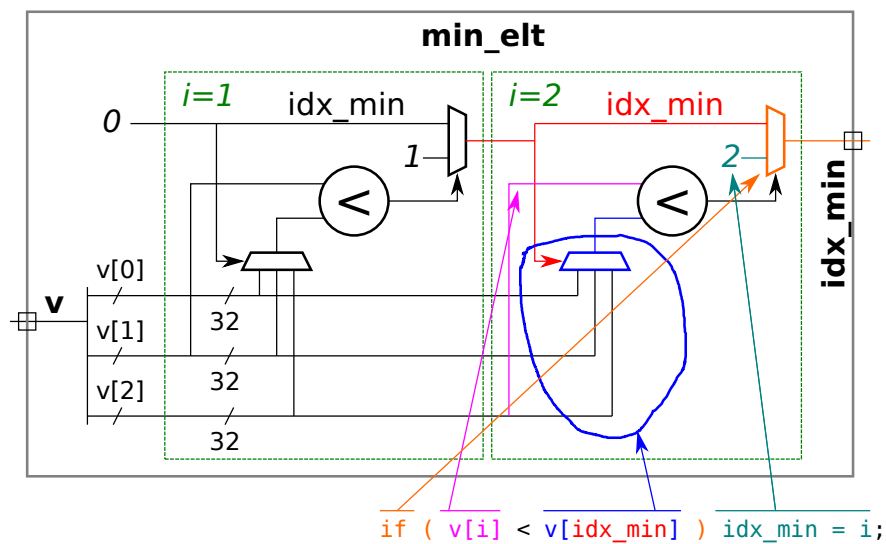 min_elt
i=1
idx_min
i=2
idx_min
0
1
2
<
<
idx_min
v[0]
v
32
v[1]
32
v[2]
32
if ( v[i] < v[idx_min] ) idx_min = i;